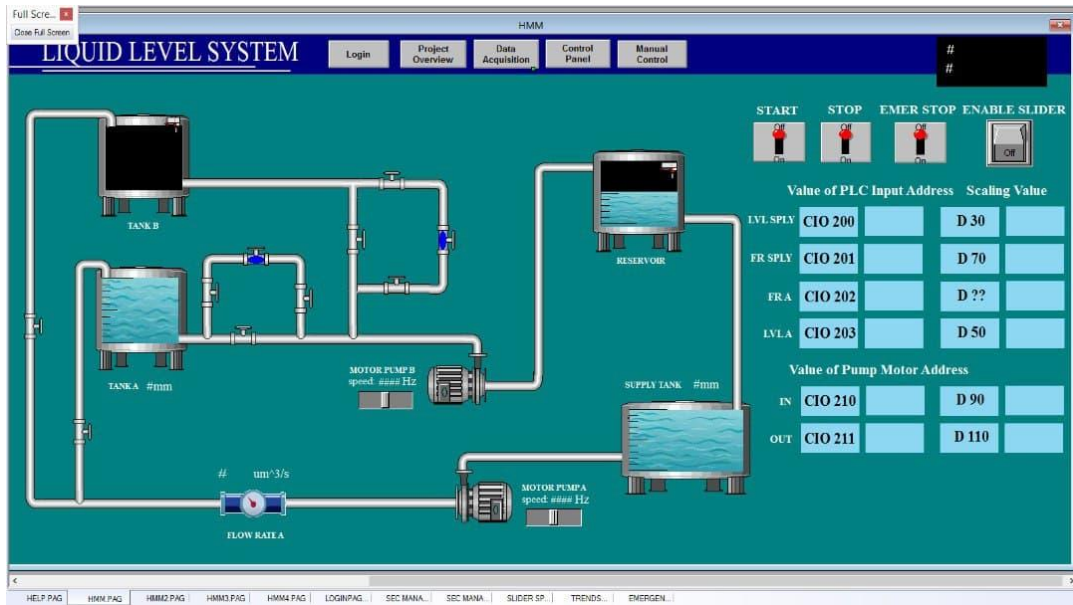 Full Scre...
Close Full Screen
HMM
LIQUID LEVEL SYSTEM
Login
Project Overview
Data Acquisition
Control Panel
Manual Control
#
#
START STOP EMER STOP ENABLE SLIDER
Off Off Off
On On On
Off
Value of PLC Input Address Scaling Value
LVL SPLY CIO 200 D 30
FR SPLY CIO 201 D 70
FR A CIO 202 D ??
LVL A CIO 203 D 50
Value of Pump Motor Address
IN CIO 210 D 90
OUT CIO 211 D 110
TANK B
RESERVOIR
TANK A #mm
MOTOR PUMP B
speed: #### Hz
SUPPLY TANK #mm
MOTOR PUMP A
speed: #### Hz
# um^3/s
FLOW RATE A
HELP.PAG HMM.PAG HMM2.PAG HMM3.PAG HMM4.PAG LOGINPAG... SEC MANA... SEC MANA... SLIDER SP... TRENDS... EMERGEN...